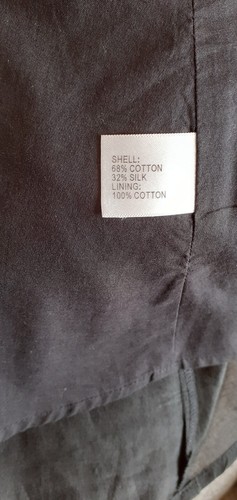 SHELL:
68% COTTON
32% SILK
LINING:
100% COTTON